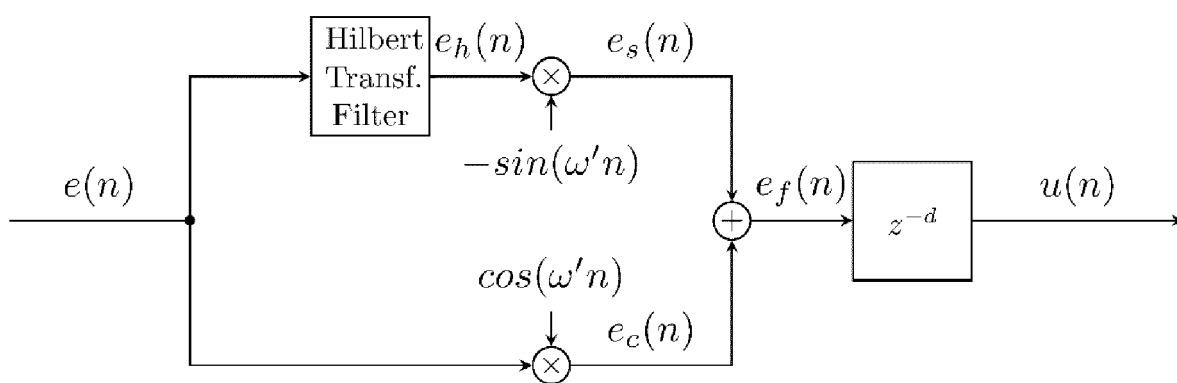 Hilbert
Transf.
Filter
e_h(n)
×
e_s(n)
-sin(ω'n)
e(n)
+
e_f(n)
z^{-d}
u(n)
cos(ω'n)
×
e_c(n)